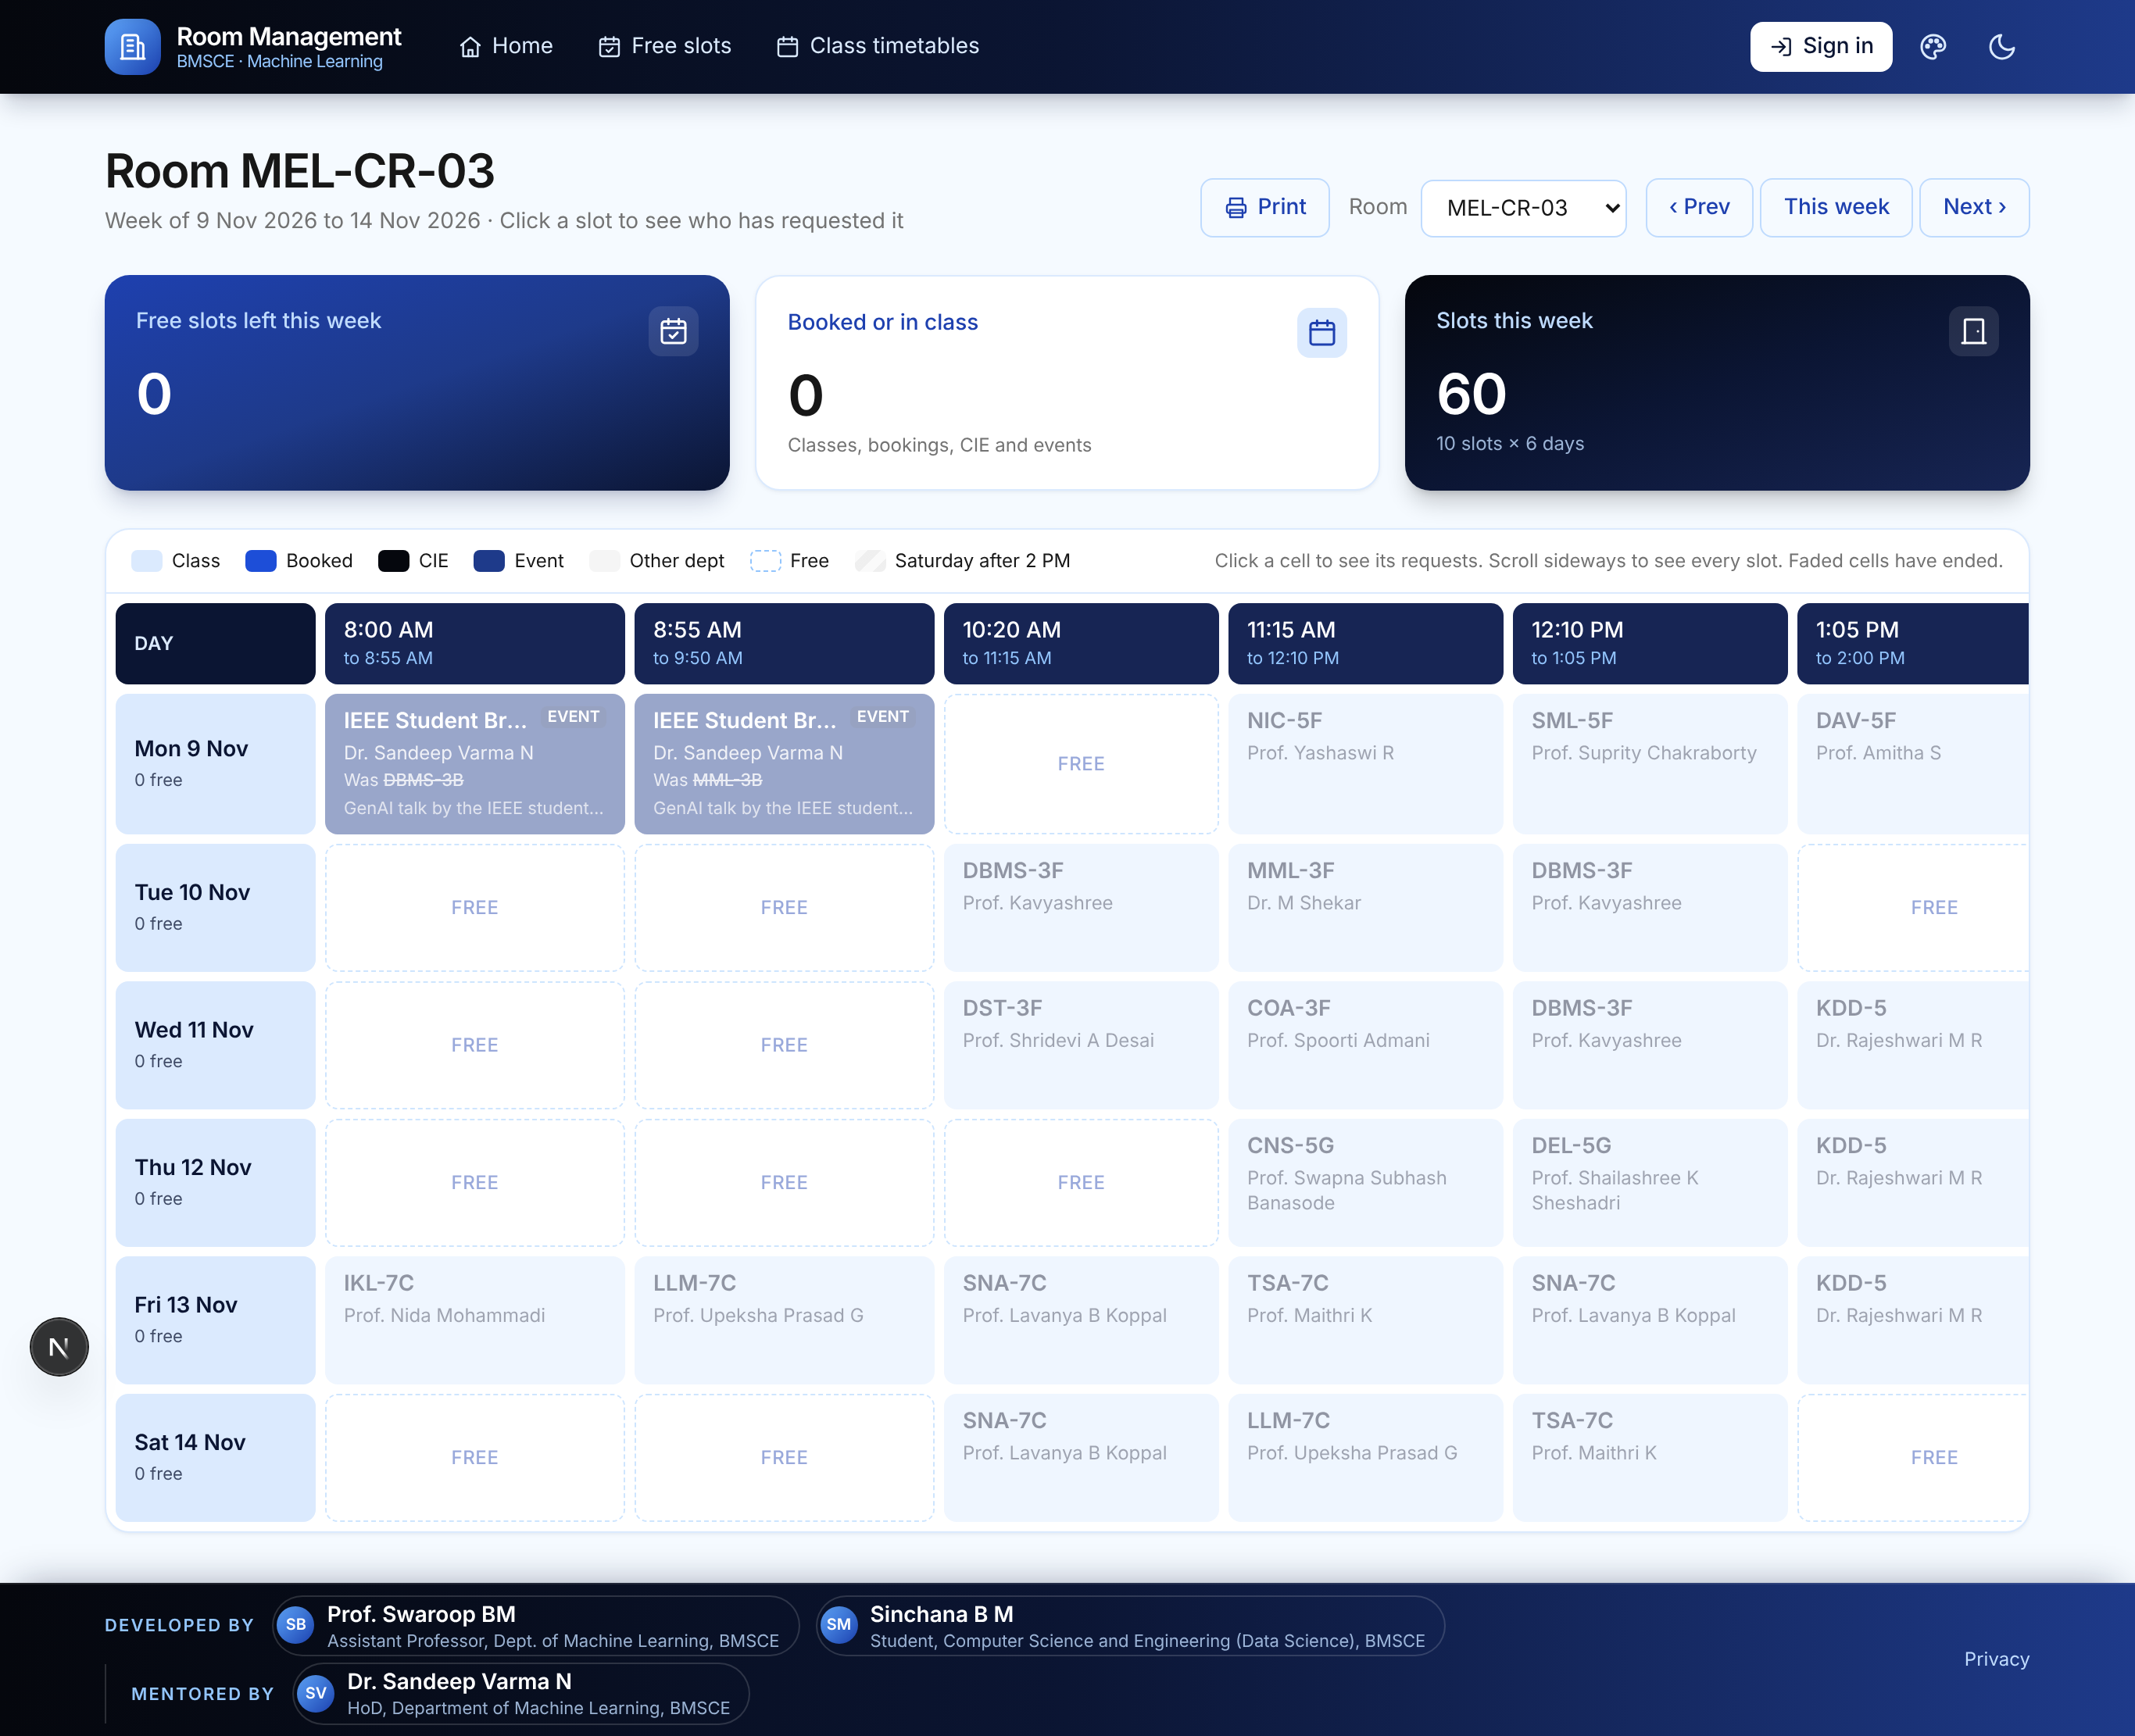 Room Management
BMSCE · Machine Learning
Home
Free slots
Class timetables
Sign in
Room MEL-CR-03
Week of 9 Nov 2026 to 14 Nov 2026 · Click a slot to see who has requested it
Print
Room
MEL-CR-03
‹ Prev
This week
Next ›
Free slots left this week
0
Booked or in class
0
Classes, bookings, CIE and events
Slots this week
60
10 slots × 6 days
Class
Booked
CIE
Event
Other dept
Free
Saturday after 2 PM
Click a cell to see its requests. Scroll sideways to see every slot. Faded cells have ended.
DAY
8:00 AM
to 8:55 AM
8:55 AM
to 9:50 AM
10:20 AM
to 11:15 AM
11:15 AM
to 12:10 PM
12:10 PM
to 1:05 PM
1:05 PM
to 2:00 PM
Mon 9 Nov
0 free
IEEE Student Br...
EVENT
Dr. Sandeep Varma N
Was DBMS-3B
GenAI talk by the IEEE student...
IEEE Student Br...
EVENT
Dr. Sandeep Varma N
Was MML-3B
GenAI talk by the IEEE student...
FREE
NIC-5F
Prof. Yashaswi R
SML-5F
Prof. Suprity Chakraborty
DAV-5F
Prof. Amitha S
Tue 10 Nov
0 free
FREE
FREE
DBMS-3F
Prof. Kavyashree
MML-3F
Dr. M Shekar
DBMS-3F
Prof. Kavyashree
FREE
Wed 11 Nov
0 free
FREE
FREE
DST-3F
Prof. Shridevi A Desai
COA-3F
Prof. Spoorti Admani
DBMS-3F
Prof. Kavyashree
KDD-5
Dr. Rajeshwari M R
Thu 12 Nov
0 free
FREE
FREE
FREE
CNS-5G
Prof. Swapna Subhash
Banasode
DEL-5G
Prof. Shailashree K
Sheshadri
KDD-5
Dr. Rajeshwari M R
Fri 13 Nov
0 free
IKL-7C
Prof. Nida Mohammadi
LLM-7C
Prof. Upeksha Prasad G
SNA-7C
Prof. Lavanya B Koppal
TSA-7C
Prof. Maithri K
SNA-7C
Prof. Lavanya B Koppal
KDD-5
Dr. Rajeshwari M R
Sat 14 Nov
0 free
FREE
FREE
SNA-7C
Prof. Lavanya B Koppal
LLM-7C
Prof. Upeksha Prasad G
TSA-7C
Prof. Maithri K
FREE
N
DEVELOPED BY
SB
Prof. Swaroop BM
Assistant Professor, Dept. of Machine Learning, BMSCE
SM
Sinchana B M
Student, Computer Science and Engineering (Data Science), BMSCE
Privacy
MENTORED BY
SV
Dr. Sandeep Varma N
HoD, Department of Machine Learning, BMSCE